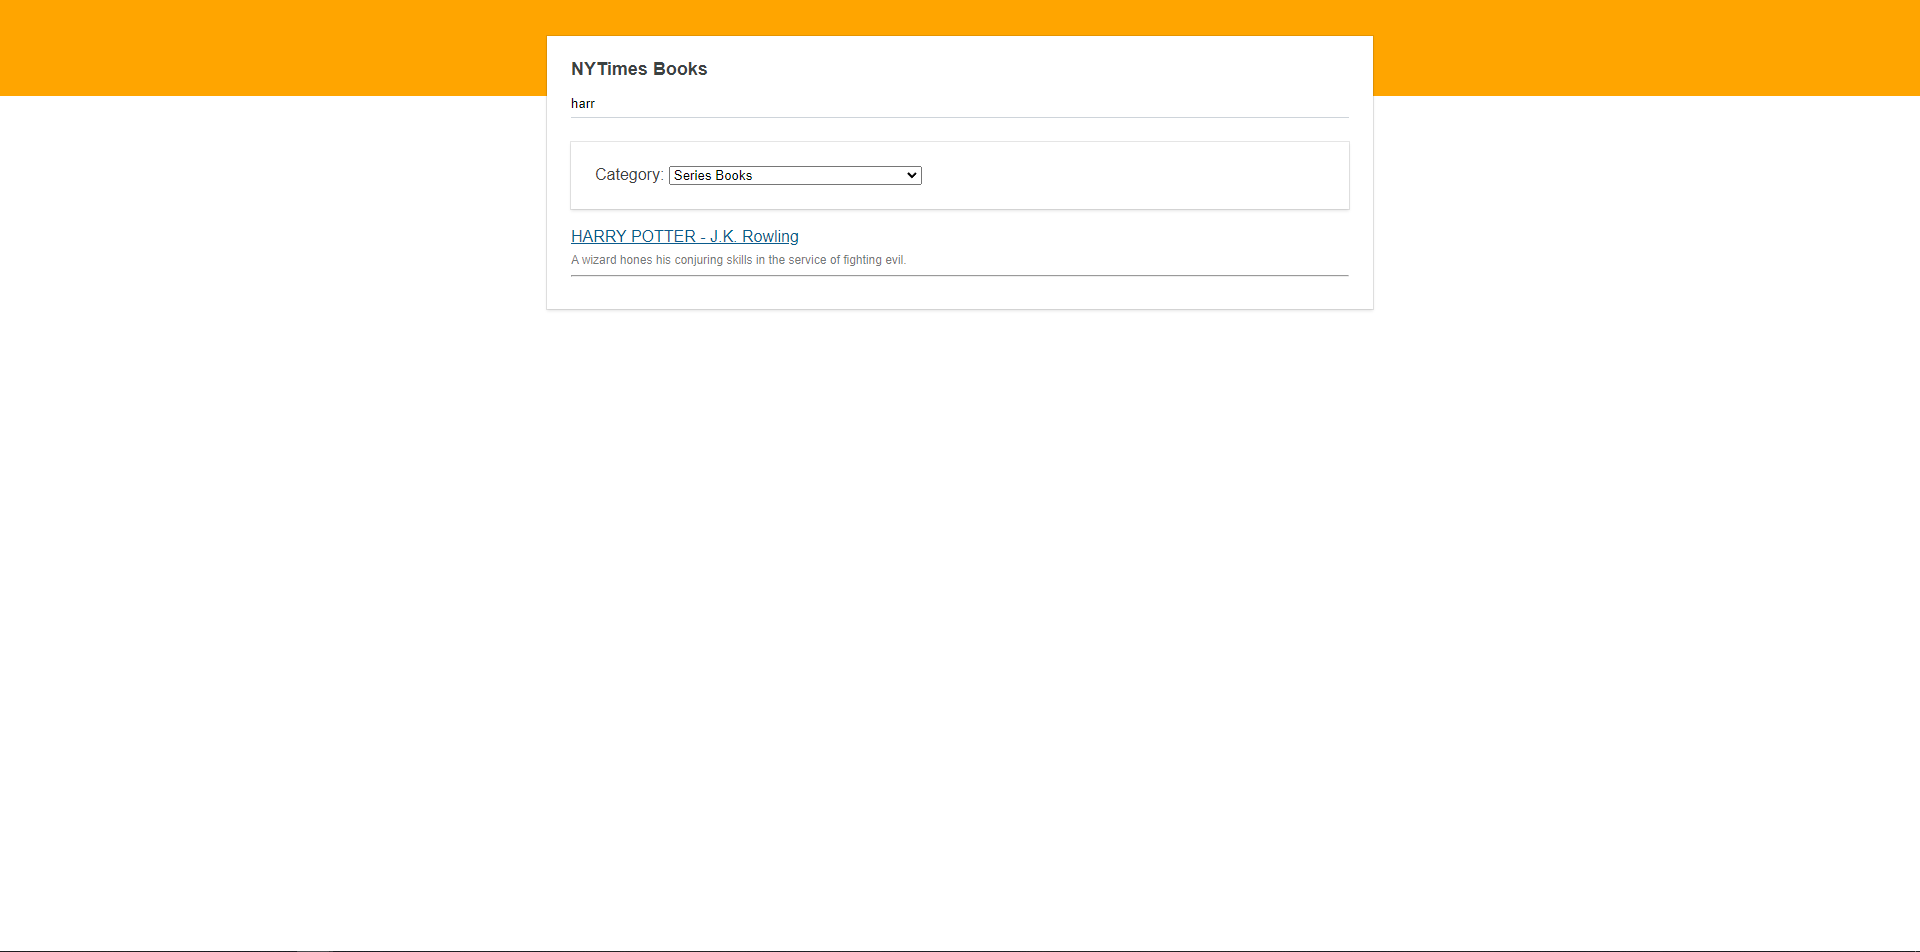 NYTimes Books
harr
Category: Series Books
HARRY POTTER - J.K. Rowling
A wizard hones his conjuring skills in the service of fighting evil.